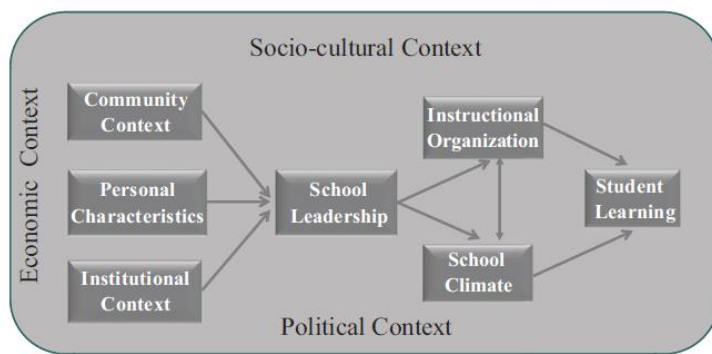 Socio-cultural Context
Economic Context
Community
Context
Personal
Characteristics
Institutional
Context
School
Leadership
Instructional
Organization
School
Climate
Student
Learning
Political Context